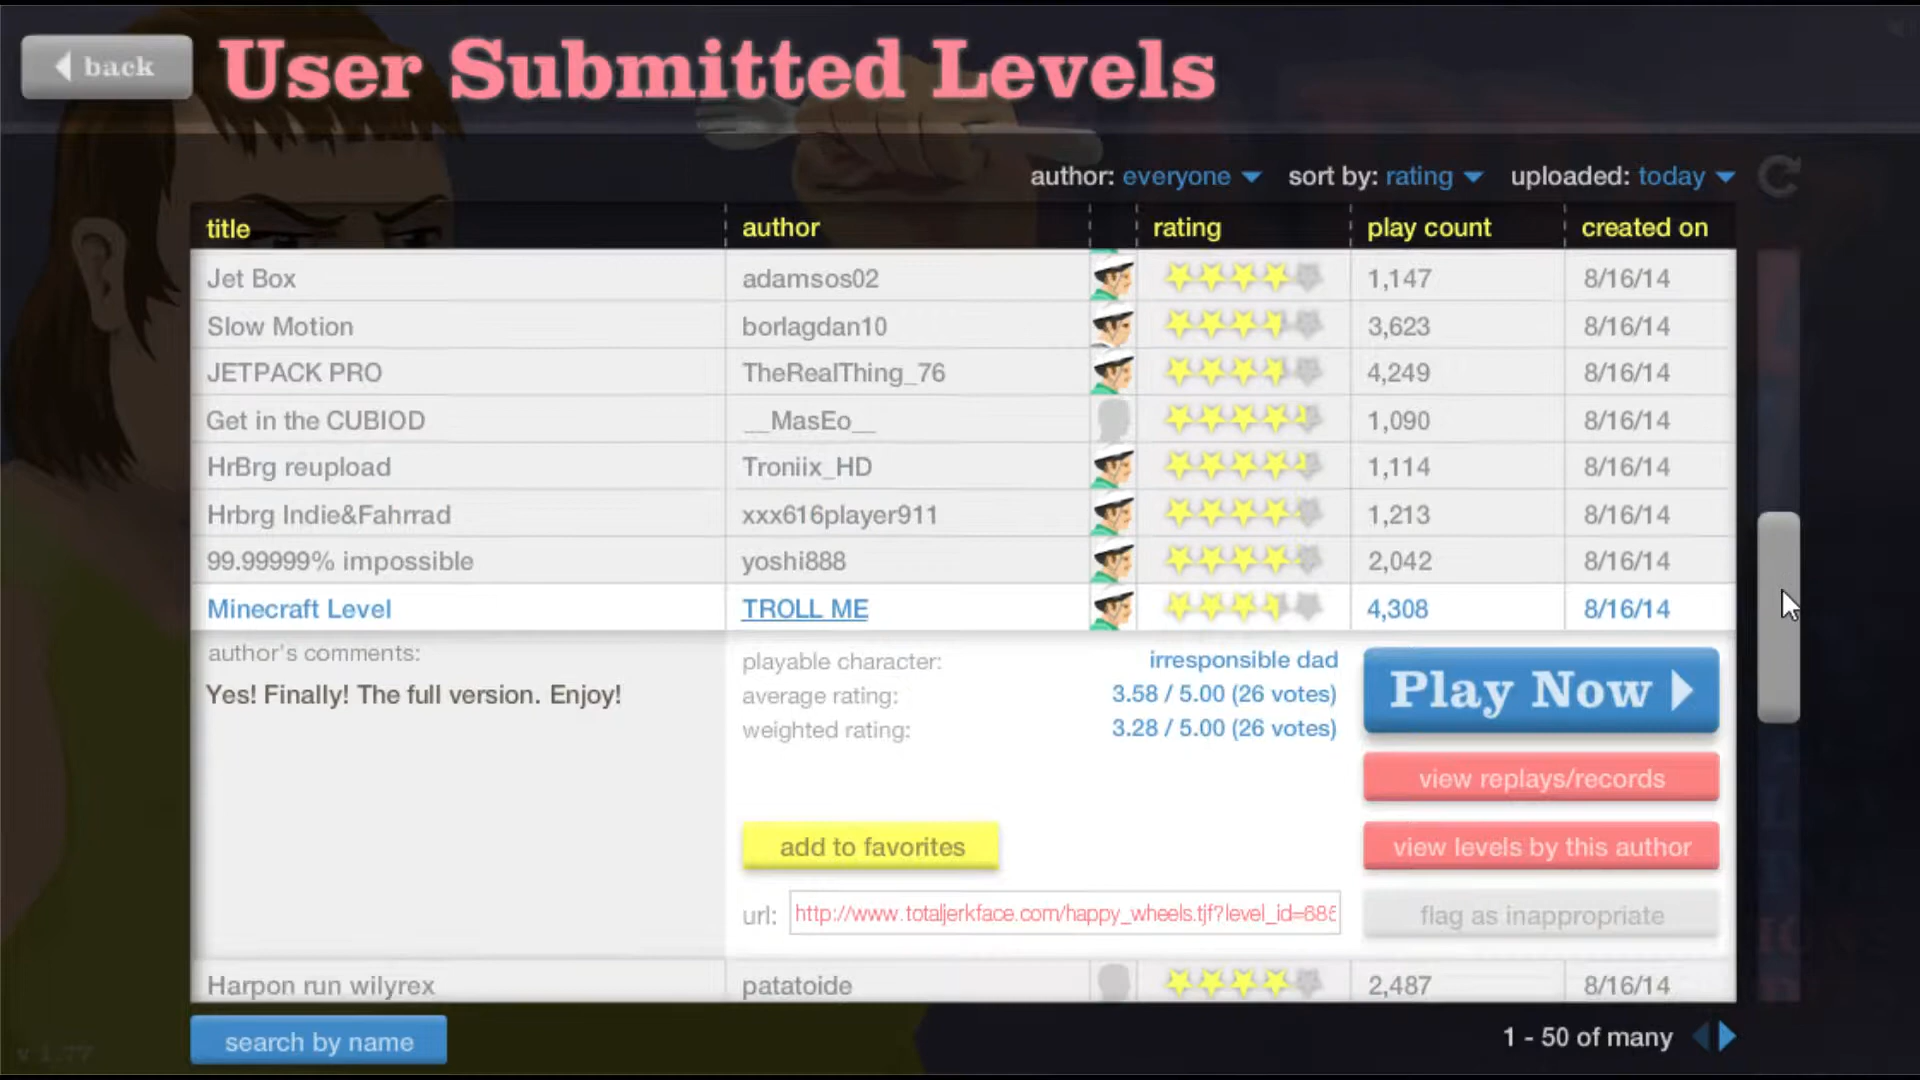 back
User Submitted Levels
author: everyone sort by: rating uploaded: today
title author rating play count created on
Jet Box adamsos02 1,147 8/16/14
Slow Motion borlagdan10 3,623 8/16/14
JETPACK PRO TheRealThing_76 4,249 8/16/14
Get in the CUBIOD __MasEo__ 1,090 8/16/14
HrBrg reupload Troniix_HD 1,114 8/16/14
Hrbrg Indie&Fahrrad xxx616player911 1,213 8/16/14
99.99999% impossible yoshi888 2,042 8/16/14
Minecraft Level TROLL ME 4,308 8/16/14
author's comments:
Yes! Finally! The full version. Enjoy!
playable character: irresponsible dad
average rating: 3.58 / 5.00 (26 votes)
weighted rating: 3.28 / 5.00 (26 votes)
Play Now
view replays/records
add to favorites
view levels by this author
url: http://www.totaljerkface.com/happy_wheels.tjf?level_id=685
flag as inappropriate
Harpon run wilyrex patatoide 2,487 8/16/14
search by name
1 - 50 of many
v 1.77